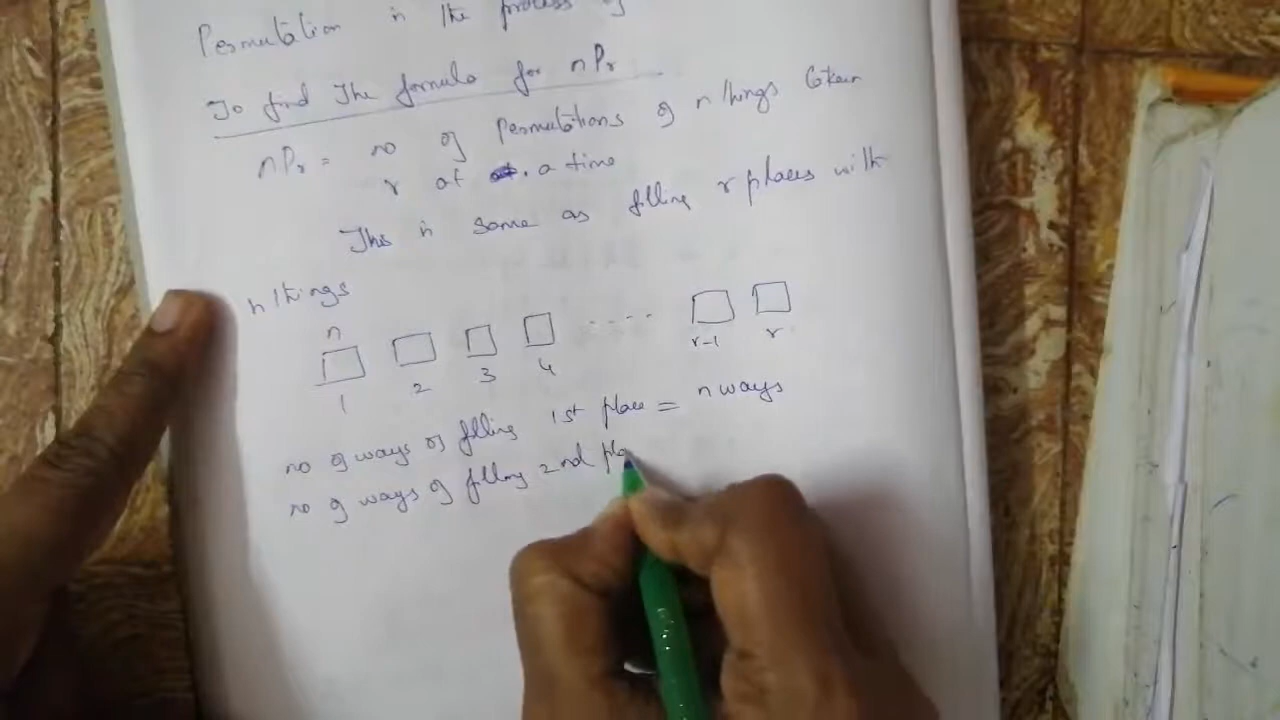 Permutation is the process of
To find The formula for nPr
nPr = no of Permutations of n things taken
r at a time
This is same as filling r places with
n things
n
1 2 3 4 .... r-1 r
no of ways of filling 1st place = n ways
no of ways of filling 2nd pla